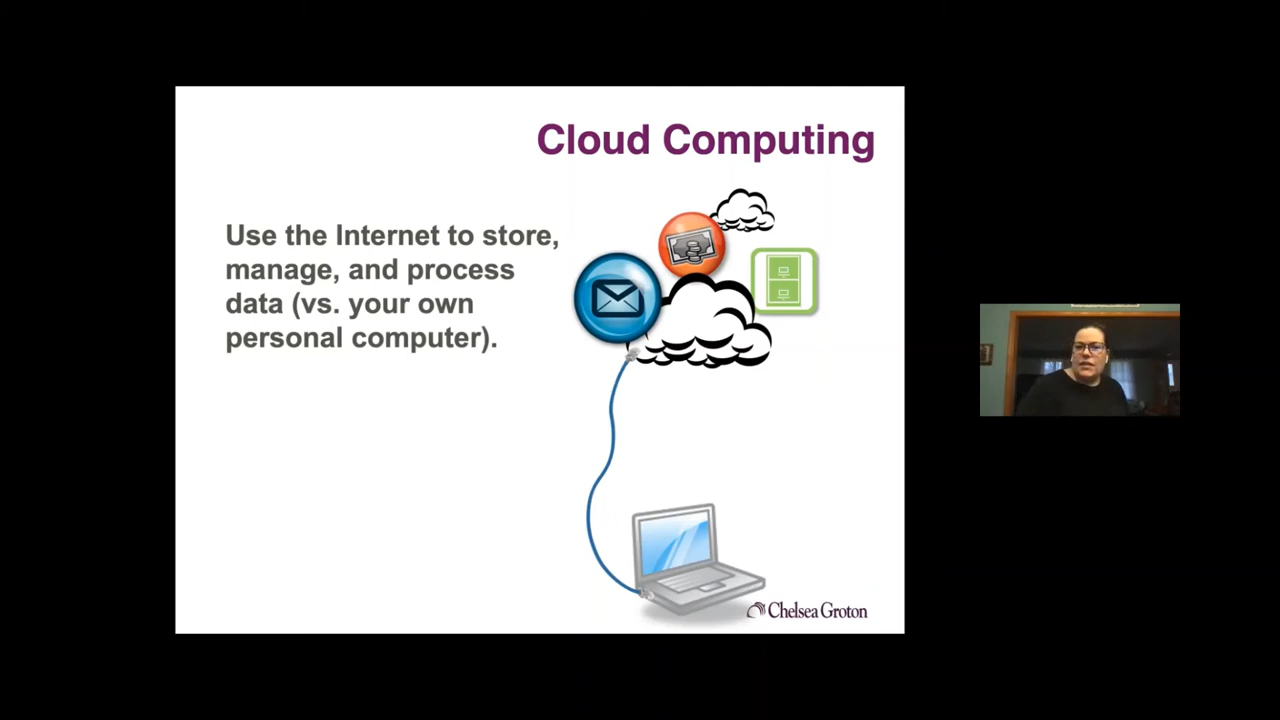 Cloud Computing
Use the Internet to store,
manage, and process
data (vs. your own
personal computer).
Chelsea Groton